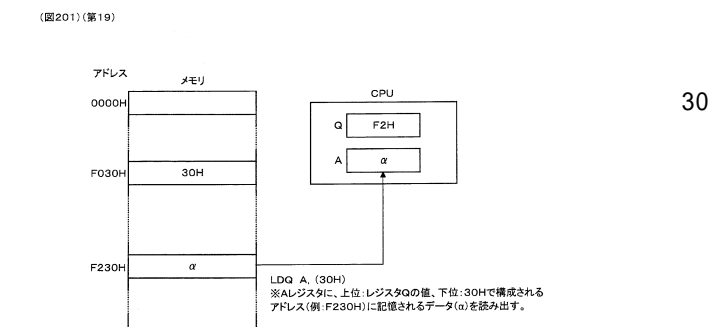 (図201)(第19)
アドレス
メモリ
CPU
0000H
30
Q
F2H
A
α
F030H
30H
F230H
α
LDQ A, (30H)
※Aレジスタに、上位:レジスタQの値、下位:30Hで構成される
アドレス(例:F230H)に記憶されるデータ(α)を読み出す。